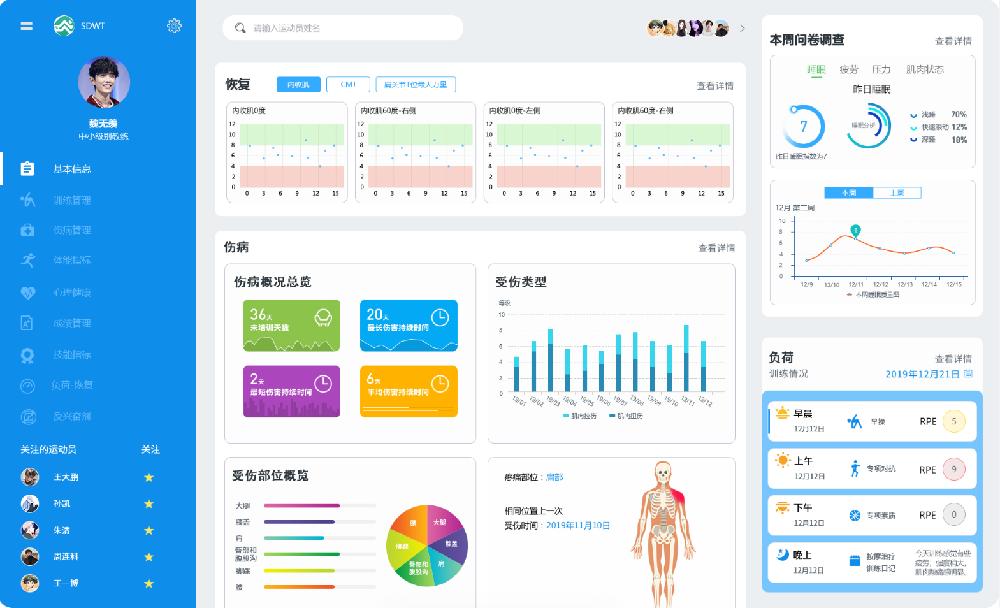 SDWT
魏无羡
中小级别教练
基本信息
训练管理
伤病管理
体能指标
心理健康
成绩管理
技能指标
负荷-恢复
反兴奋剂
关注的运动员 关注
王大鹏
孙凯
朱清
周连科
王一博
请输入运动员姓名
恢复 内收肌 CMJ 肩关节T位最大力量 查看详情
内收肌0度
12
10
8
6
4
2
0
0 3 6 9 12 15
内收肌60度-右侧
12
10
8
6
4
2
0
0 3 6 9 12 15
内收肌0度-左侧
12
10
8
6
4
2
0
0 3 6 9 12 15
内收肌60度-右侧
12
10
8
6
4
2
0
0 3 6 9 12 15
伤病 查看详情
伤病概况总览
36天
未培训天数
20天
最长伤害持续时间
2天
最短伤害持续时间
6天
平均伤害持续时间
受伤类型
等级
10
8
6
4
2
0
19/01 19/02 19/03 19/04 19/05 19/06 19/07 19/08 19/09 19/10 19/11 19/12
肌肉拉伤 肌肉扭伤
受伤部位概览
大腿
膝盖
肩
臀部和
腹股沟
脚踝
腰
腰 大腿
脚踝 膝盖
臀部和 肩
腹股沟
疼痛部位：肩部
相同位置上一次
受伤时间：2019年11月10日
本周问卷调查 查看详情
睡眠 疲劳 压力 肌肉状态
昨日睡眠
7
昨日睡眠指数为7
睡眠分析
浅睡 70%
快速眼动 12%
深睡 18%
本周 上周
12月 第二周
10
8
6
4
2
0
6
12/9 12/10 12/11 12/12 12/13 12/14 12/15
本周睡眠质量图
负荷 查看详情
训练情况 2019年12月21日
早晨
12月12日
早操
RPE 5
上午
12月12日
专项对抗
RPE 9
下午
12月12日
专项素质
RPE 0
晚上
12月12日
按摩治疗
训练日记
今天训练感觉有些
疲劳，强度稍大，
肌肉酸痛感明显。